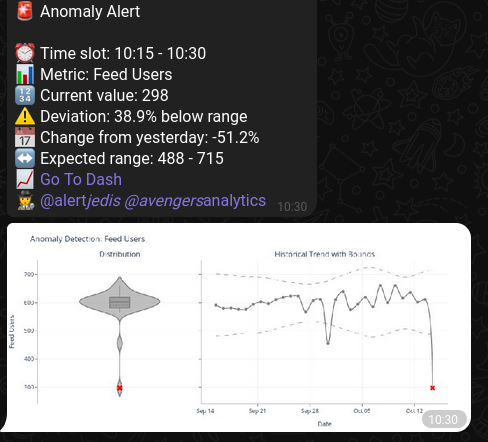 Anomaly Alert
Time slot: 10:15 - 10:30
Metric: Feed Users
Current value: 298
Deviation: 38.9% below range
17 Change from yesterday: -51.2%
Expected range: 488 - 715
Go To Dash
@alertjedis @avengersanalytics 10:30
Anomaly Detection: Feed Users
Distribution
Historical Trend with Bounds
Feed Users
700
600
500
400
300
Sep 14
Sep 21
Sep 28
Oct 05
Oct 12
Date
10:30